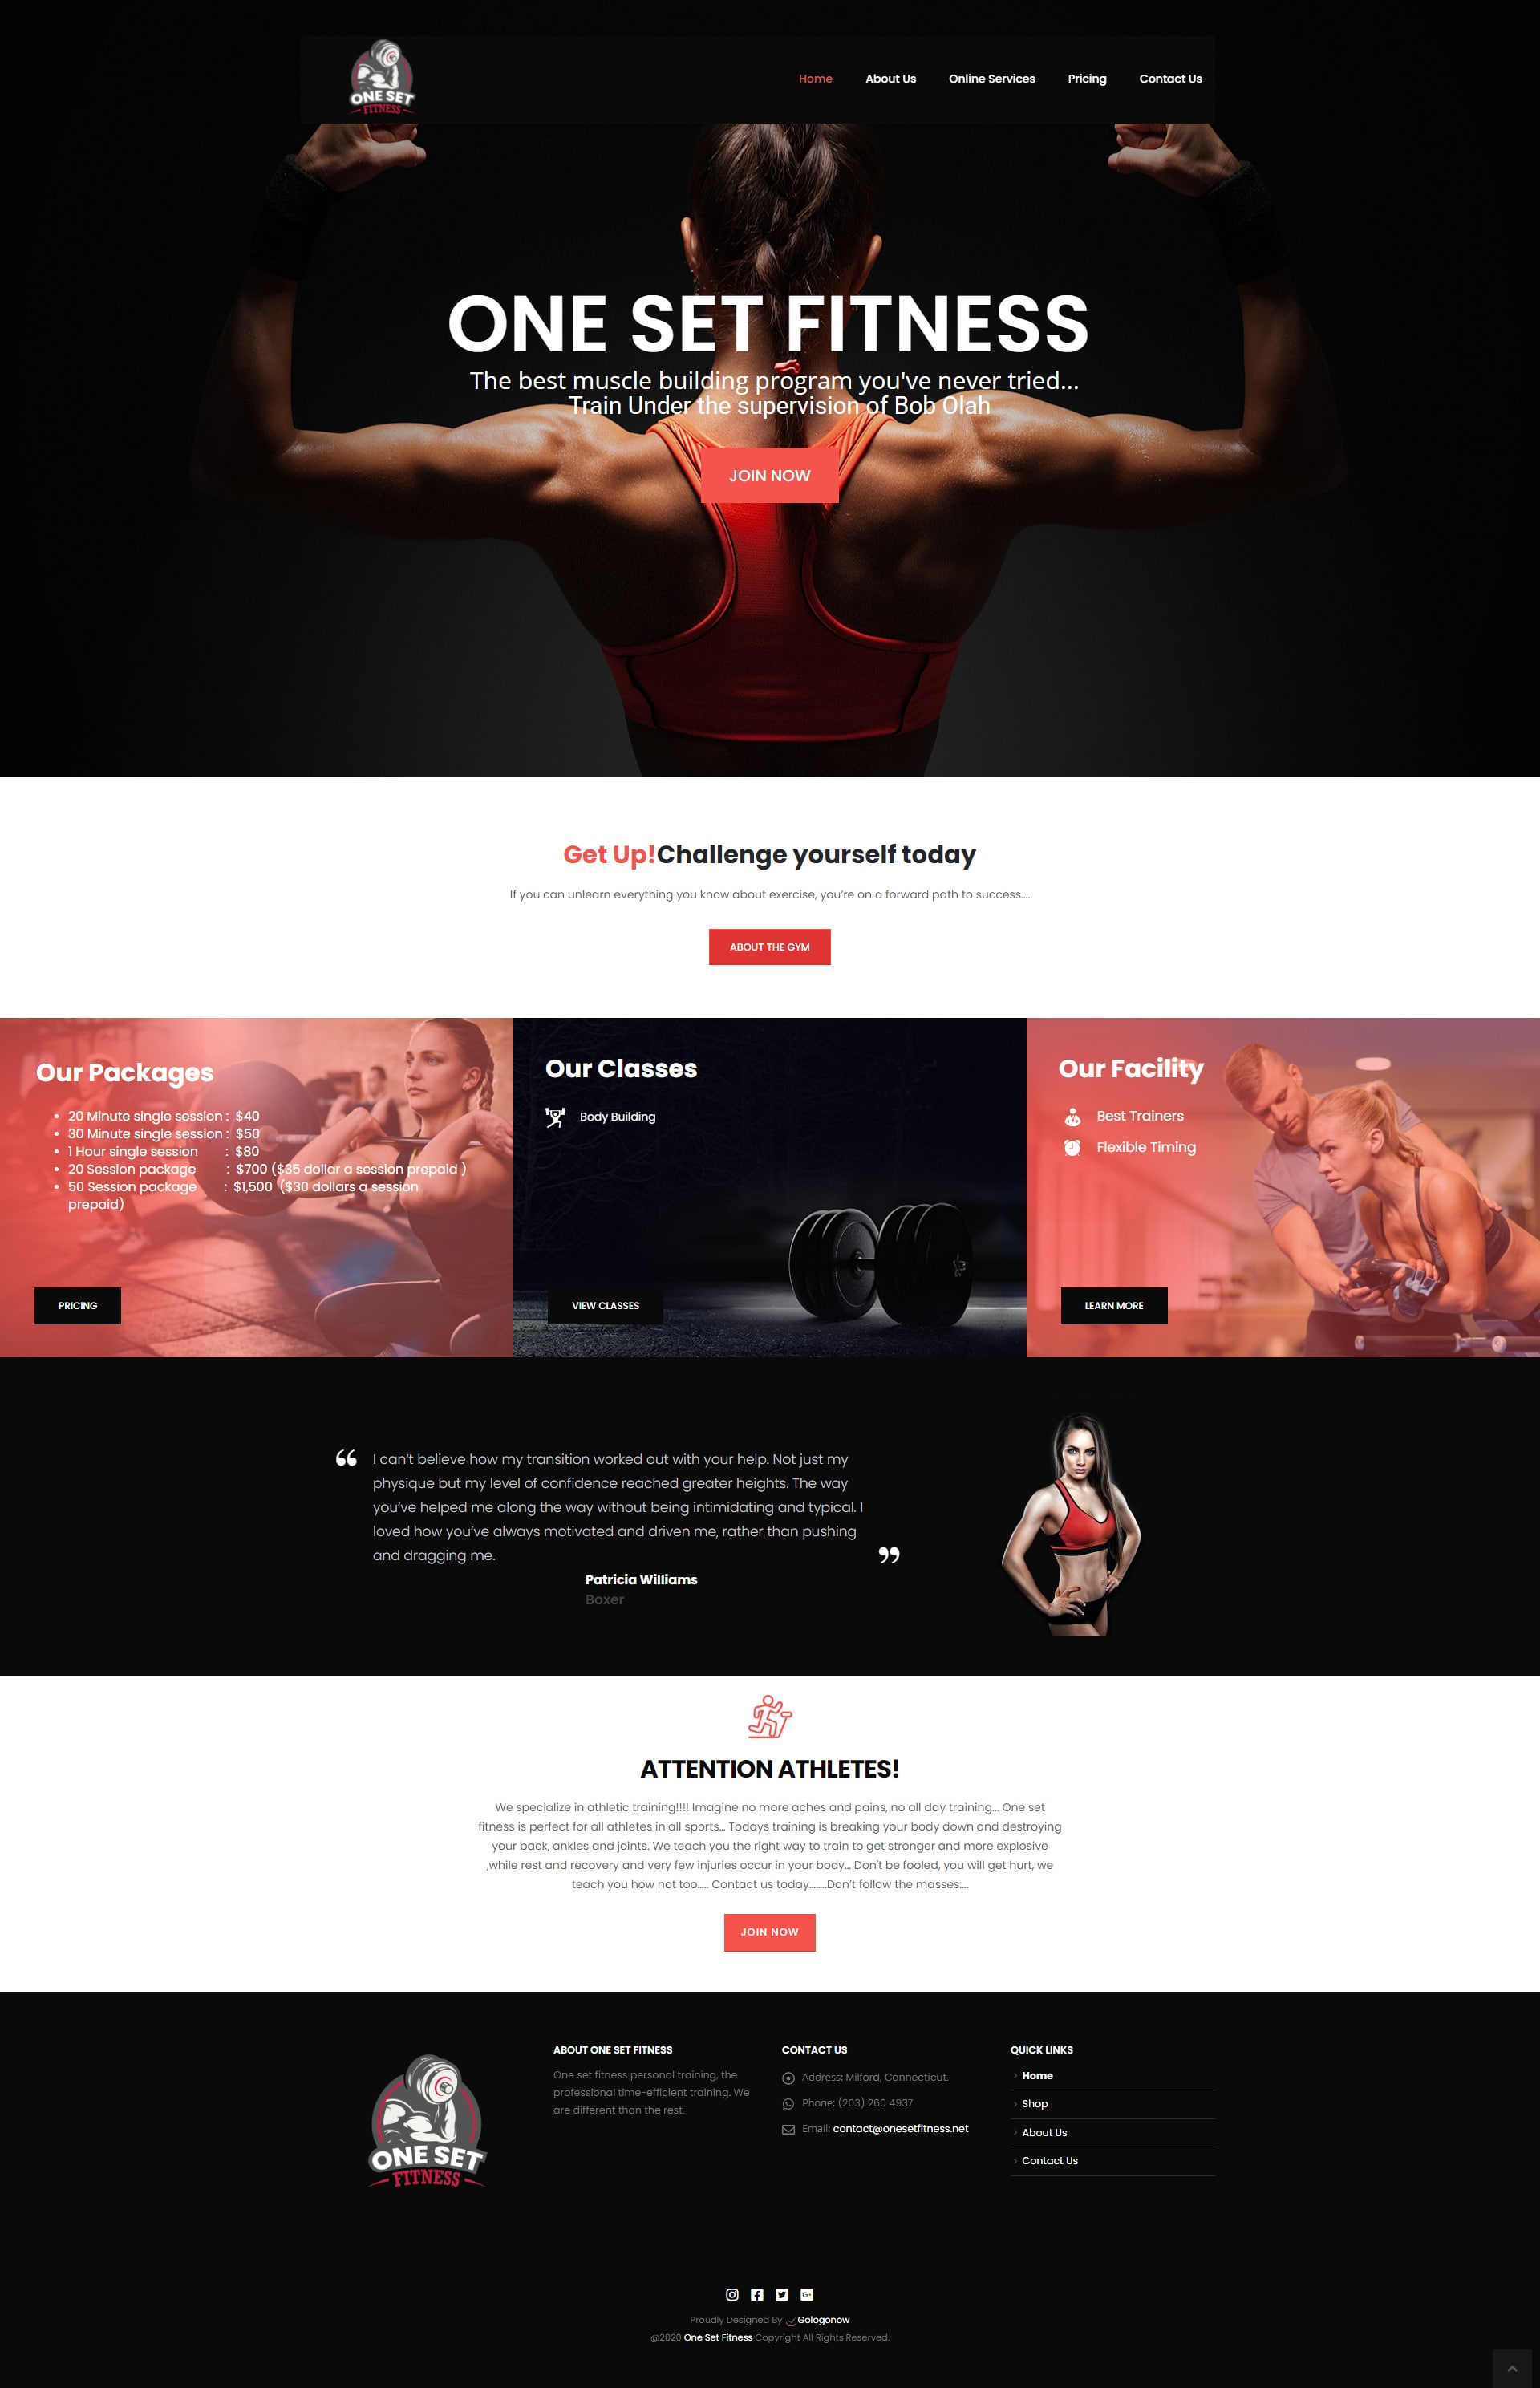 ONE SET
FITNESS
Home
About Us
Online Services
Pricing
Contact Us
ONE SET FITNESS
The best muscle building program you've never tried...
Train Under the supervision of Bob Olah
JOIN NOW
Get Up!Challenge yourself today
If you can unlearn everything you know about exercise, you're on a forward path to success....
ABOUT THE GYM
Our Packages
• 20 Minute single session : $40
• 30 Minute single session : $50
• 1 Hour single session : $80
• 20 Session package : $700 ($35 dollar a session prepaid )
• 50 Session package : $1,500 ($30 dollars a session
prepaid)
PRICING
Our Classes
Body Building
VIEW CLASSES
Our Facility
Best Trainers
Flexible Timing
LEARN MORE
“ I can’t believe how my transition worked out with your help. Not just my
physique but my level of confidence reached greater heights. The way
you’ve helped me along the way without being intimidating and typical. I
loved how you’ve always motivated and driven me, rather than pushing
and dragging me. ”
Patricia Williams
Boxer
ATTENTION ATHLETES!
We specialize in athletic training!!!! Imagine no more aches and pains, no all day training... One set
fitness is perfect for all athletes in all sports... Todays training is breaking your body down and destroying
your back, ankles and joints. We teach you the right way to train to get stronger and more explosive
,while rest and recovery and very few injuries occur in your body... Don't be fooled, you will get hurt, we
teach you how not too..... Contact us today........Don’t follow the masses....
JOIN NOW
ONE SET
FITNESS
ABOUT ONE SET FITNESS
One set fitness personal training, the
professional time-efficient training. We
are different than the rest.
CONTACT US
Address: Milford, Connecticut.
Phone: (203) 260 4937
Email: contact@onesetfitness.net
QUICK LINKS
› Home
› Shop
› About Us
› Contact Us
G+
Proudly Designed By Gologonow
@2020 One Set Fitness Copyright All Rights Reserved.